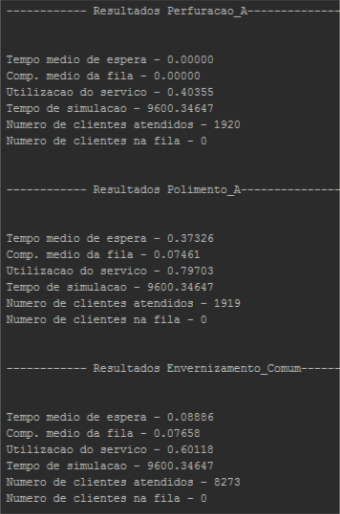 ------------ Resultados Perfuracao_A--------------
Tempo medio de espera - 0.00000
Comp. medio da fila - 0.00000
Utilizacao do servico - 0.40355
Tempo de simulacao - 9600.34647
Numero de clientes atendidos - 1920
Numero de clientes na fila - 0
------------ Resultados Polimento_A---------------
Tempo medio de espera - 0.37326
Comp. medio da fila - 0.07461
Utilizacao do servico - 0.79703
Tempo de simulacao - 9600.34647
Numero de clientes atendidos - 1919
Numero de clientes na fila - 0
------------ Resultados Envernizamento_Comum------
Tempo medio de espera - 0.08886
Comp. medio da fila - 0.07658
Utilizacao do servico - 0.60118
Tempo de simulacao - 9600.34647
Numero de clientes atendidos - 8273
Numero de clientes na fila - 0